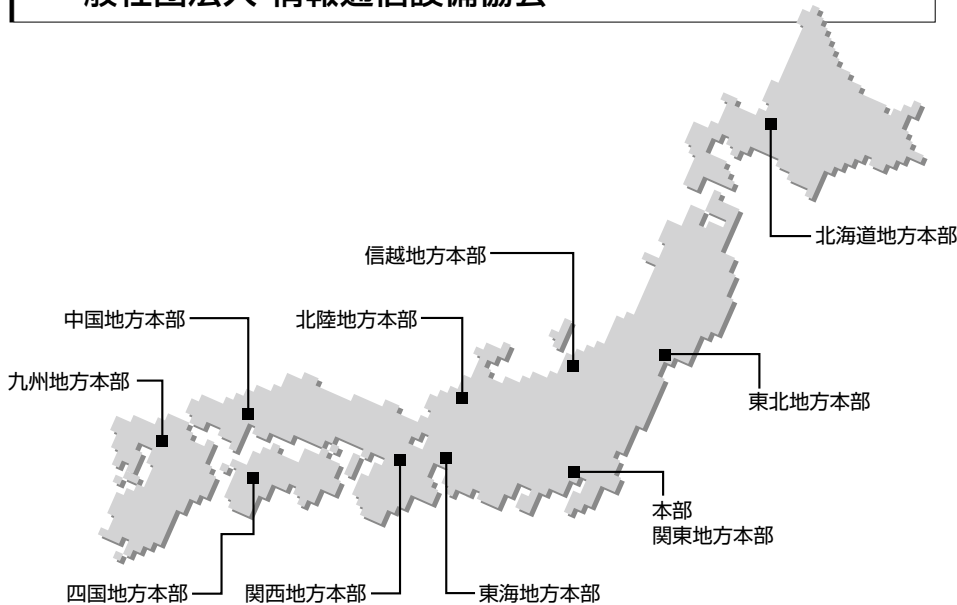 一般社団法人 情報通信設備協会
北海道地方本部
信越地方本部
中国地方本部
北陸地方本部
九州地方本部
東北地方本部
本部
関東地方本部
四国地方本部
関西地方本部
東海地方本部